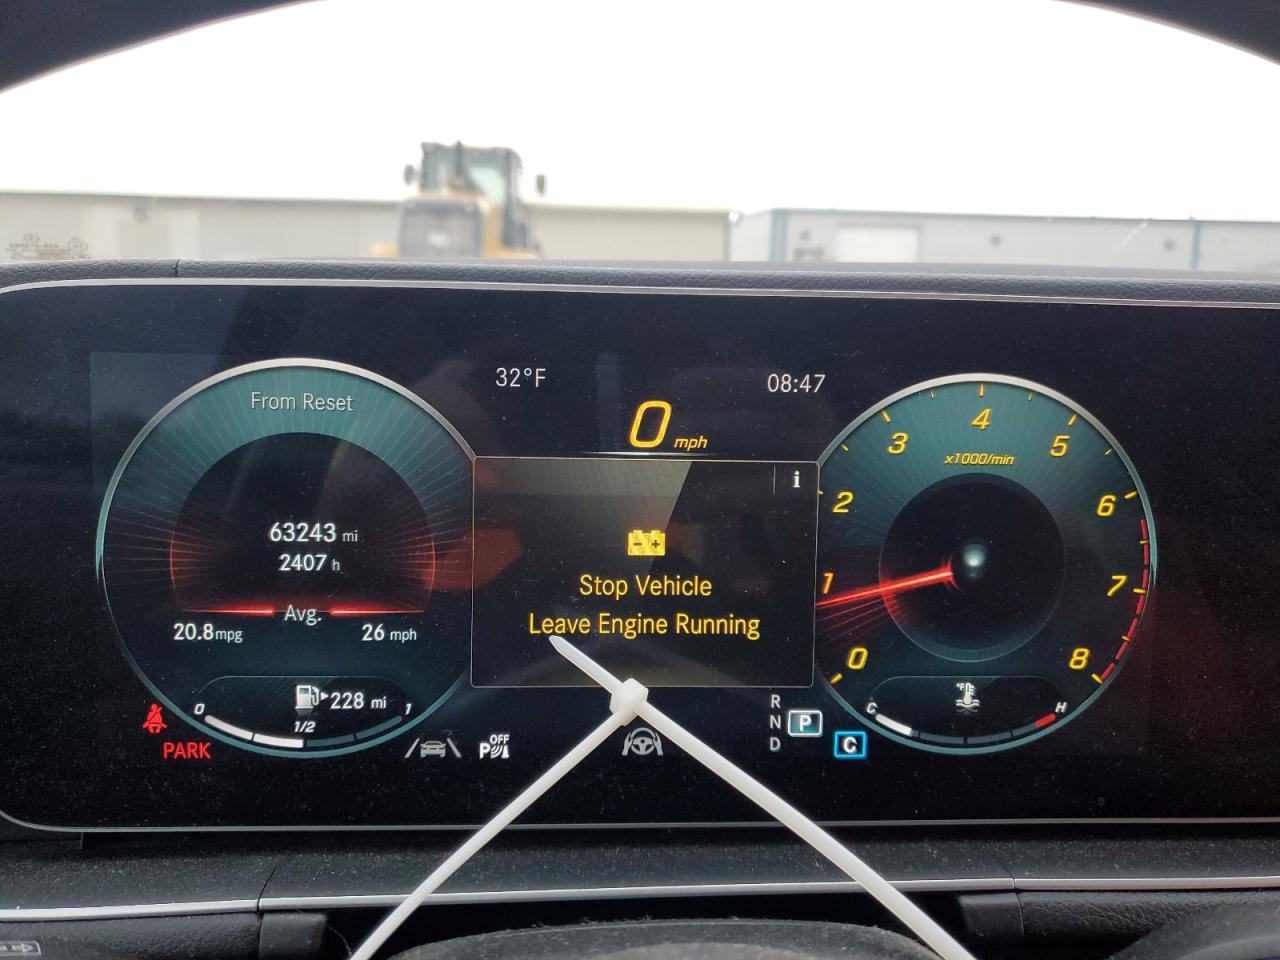 32°F
08:47
From Reset
0 mph
63243 mi
2407 h
Avg.
20.8 mpg
26 mph
i
Stop Vehicle
Leave Engine Running
0
1/2
1
228 mi
PARK
P OFF
R
N
P
D
C
x1000/min
0
1
2
3
4
5
6
7
8
°F
C
H